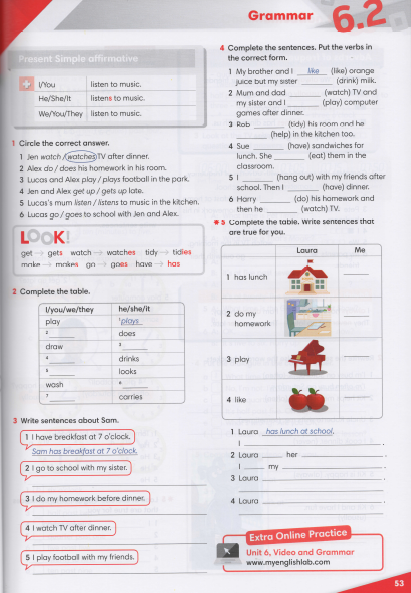 Grammar 6.2
Present Simple affirmative
+ I/You listen to music.
He/She/It listens to music.
We/You/They listen to music.
1 Circle the correct answer.
1 Jen watch / watches TV after dinner.
2 Alex do / does his homework in his room.
3 Lucas and Alex play / plays football in the park.
4 Jen and Alex get up / gets up late.
5 Lucas's mum listen / listens to music in the kitchen.
6 Lucas go / goes to school with Jen and Alex.
LOOK!
get → gets watch → watches tidy → tidies
make → makes go → goes have → has
2 Complete the table.
I/you/we/they he/she/it
play 1 plays
2 ______ does
draw 3 ______
4 ______ drinks
5 ______ looks
wash 6 ______
7 ______ carries
3 Write sentences about Sam.
1 I have breakfast at 7 o'clock.
Sam has breakfast at 7 o'clock.
2 I go to school with my sister.
3 I do my homework before dinner.
4 I watch TV after dinner.
5 I play football with my friends.
4 Complete the sentences. Put the verbs in
the correct form.
1 My brother and I like (like) orange
juice but my sister ______ (drink) milk.
2 Mum and dad ______ (watch) TV and
my sister and I ______ (play) computer
games after dinner.
3 Rob ______ (tidy) his room and he
______ (help) in the kitchen too.
4 Sue ______ (have) sandwiches for
lunch. She ______ (eat) them in the
classroom.
5 I ______ (hang out) with my friends after
school. Then I ______ (have) dinner.
6 Harry ______ (do) his homework and
then he ______ (watch) TV.
* 5 Complete the table. Write sentences that
are true for you.
Laura Me
1 has lunch
2 do my
homework
3 play
4 like
1 Laura has lunch at school.
I ______.
2 Laura ______ her ______.
I ______ my ______.
3 Laura ______
4 Laura ______
Extra Online Practice
Unit 6, Video and Grammar
www.myenglishlab.com
53